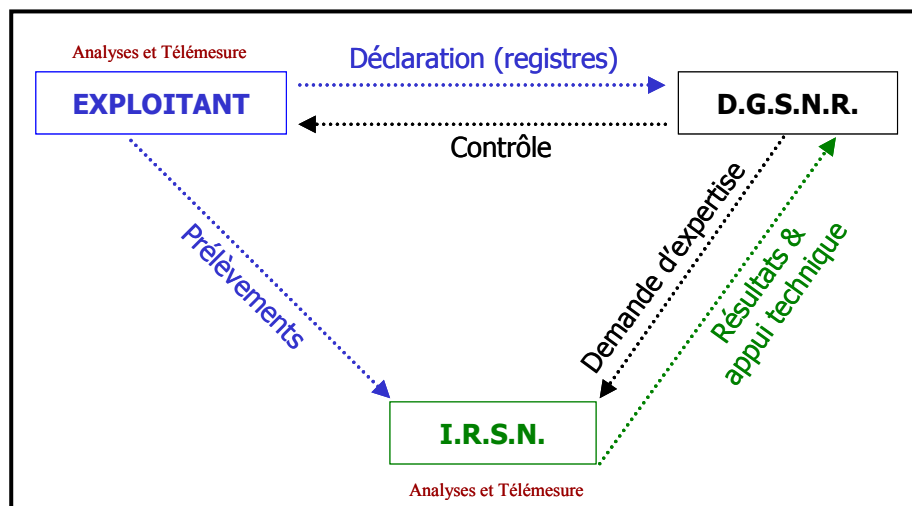 Analyses et Télémesure
Déclaration (registres)
EXPLOITANT
D.G.S.N.R.
Contrôle
Prélèvements
Demande d'expertise
Résultats &
appui technique
I.R.S.N.
Analyses et Télémesure